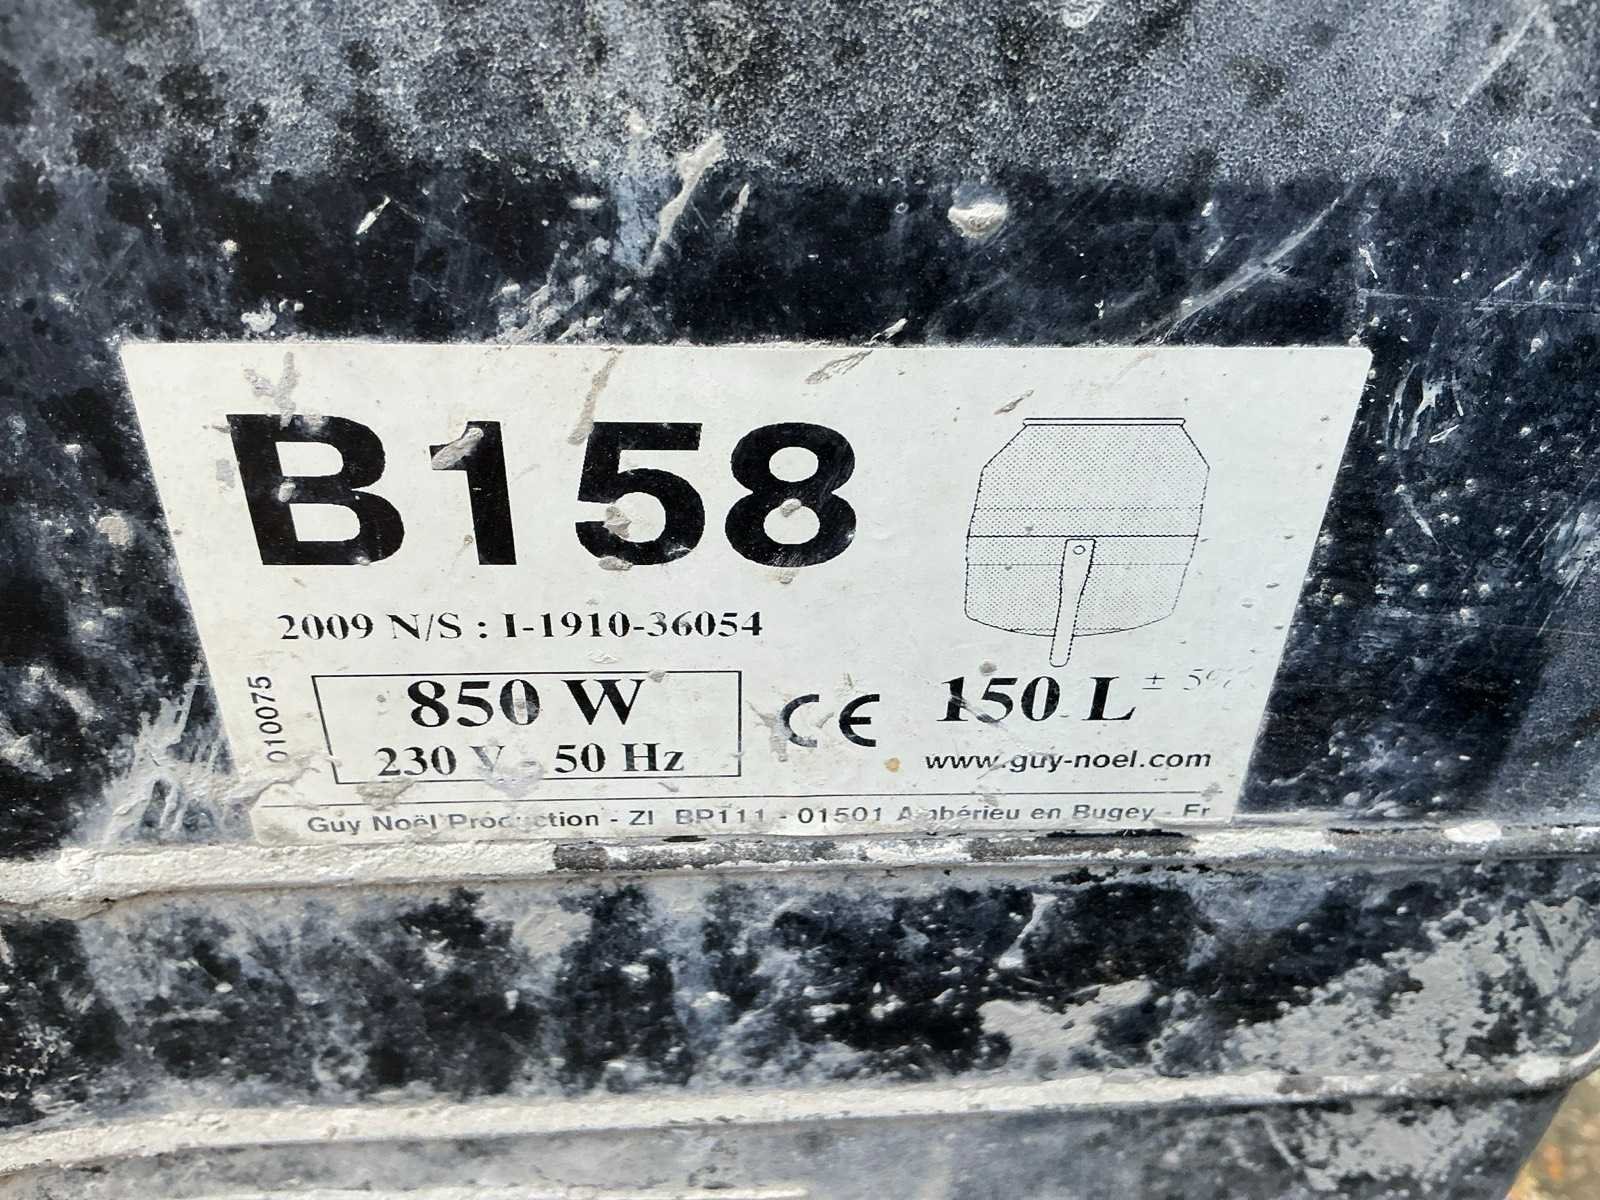 B158
2009 N/S : I-1910-36054
010075
850 W
230 V - 50 Hz
CE
150 L ± 5%
www.guy-noel.com
Guy Noël Production - ZI BP111 - 01501 Ambérieu en Bugey - Fr